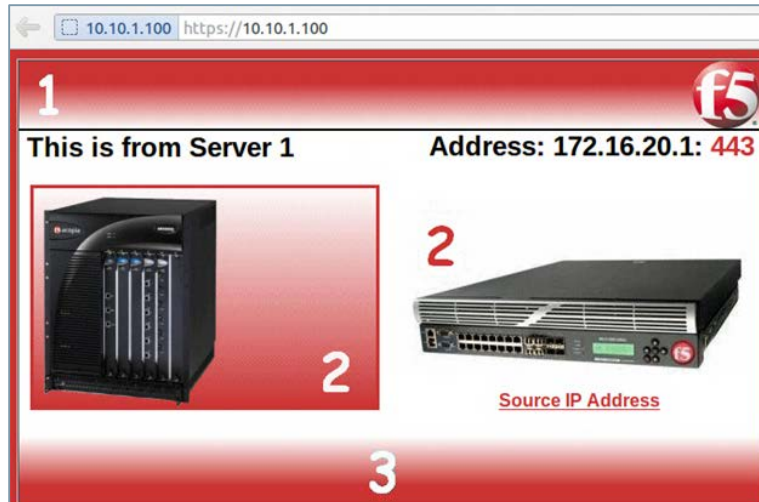 10.10.1.100 https://10.10.1.100
1
f5
This is from Server 1
Address: 172.16.20.1: 443
2
2
f5
Source IP Address
3